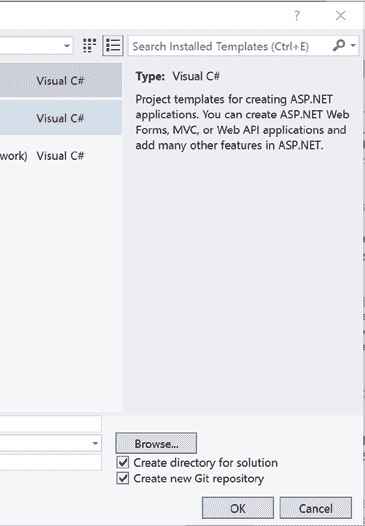 ?
Search Installed Templates (Ctrl+E)
Visual C#
Type: Visual C#
Project templates for creating ASP.NET
applications. You can create ASP.NET Web
Forms, MVC, or Web API applications and
add many other features in ASP.NET.
Visual C#
work) Visual C#
Browse...
Create directory for solution
Create new Git repository
OK Cancel